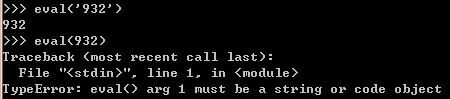 >>> eval('932')
932
>>> eval(932)
Traceback (most recent call last):
  File "<stdin>", line 1, in <module>
TypeError: eval() arg 1 must be a string or code object